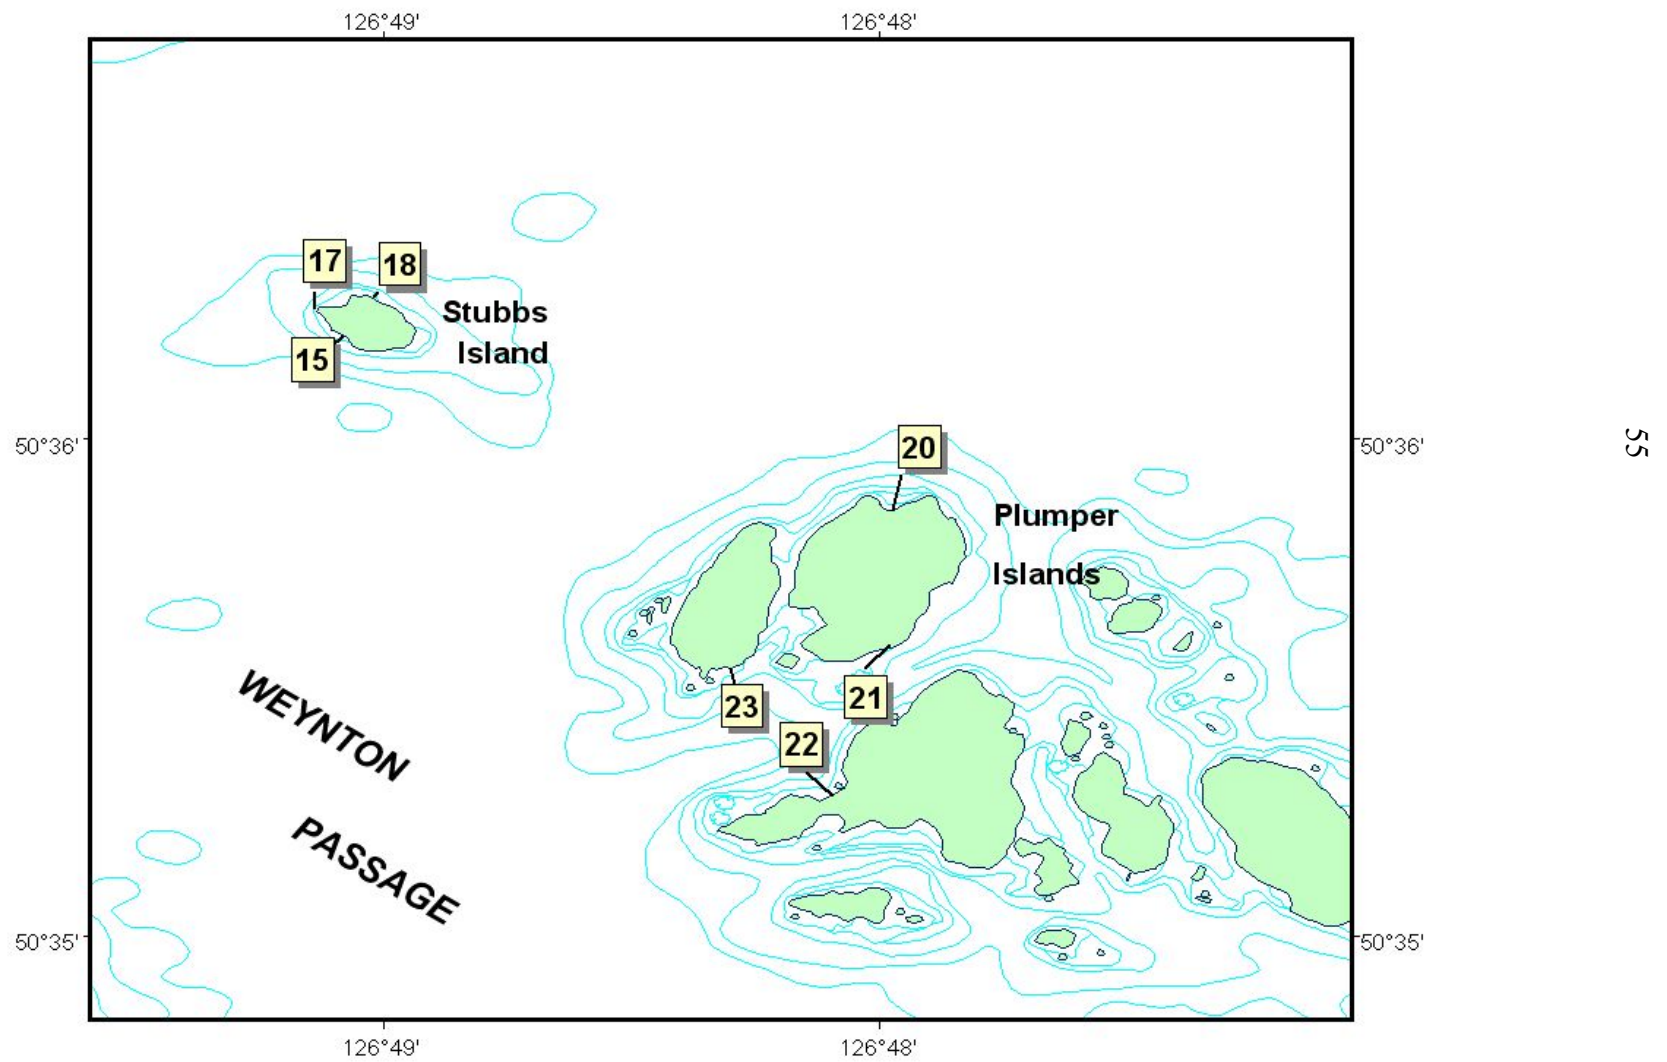 126°49'
126°48'
17
18
Stubbs
Island
15
50°36'
50°36'
55
20
Plumper
Islands
WEYNTON
PASSAGE
23
21
22
50°35'
50°35'
126°49'
126°48'